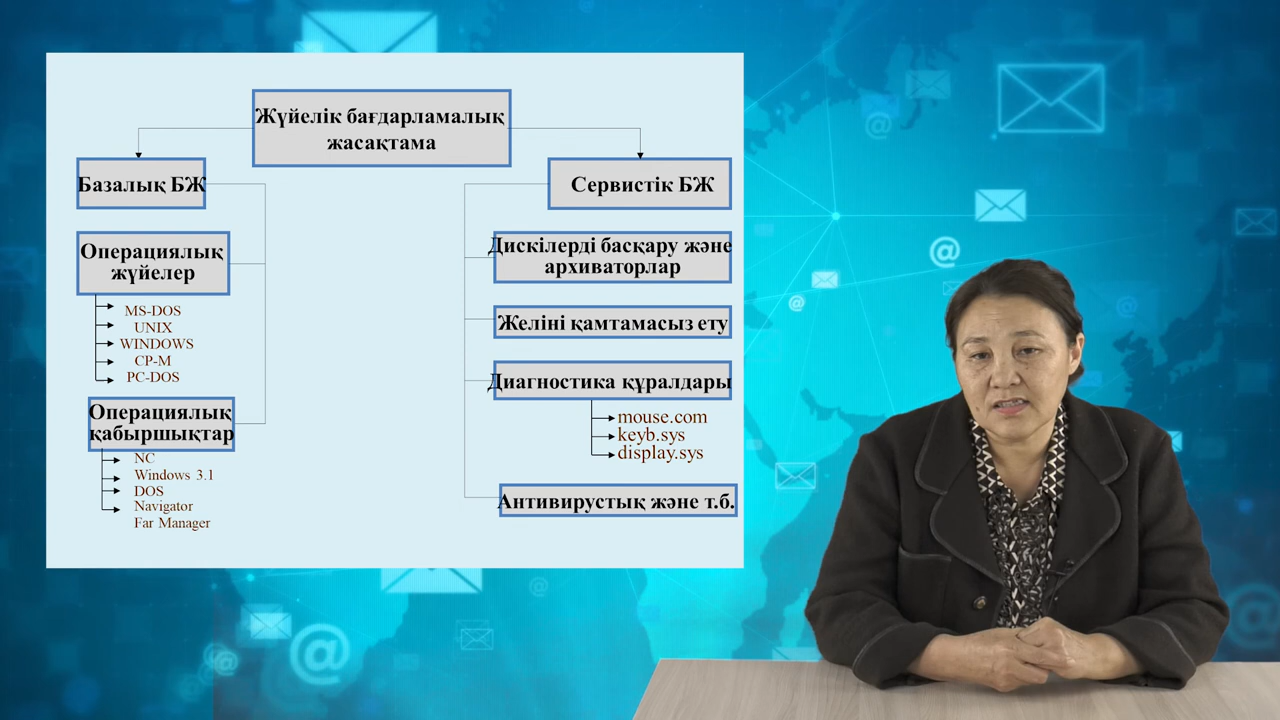 Жүйелік бағдарламалық
жасақтама
Базалық БЖ
Операциялық
жүйелер
MS-DOS
UNIX
WINDOWS
CP-M
PC-DOS
Операциялық
қабыршықтар
NC
Windows 3.1
DOS
Navigator
Far Manager
Сервистік БЖ
Дискілерді басқару және
архиваторлар
Желіні қамтамасыз ету
Диагностика құралдары
mouse.com
keyb.sys
display.sys
Антивирустық және т.б.